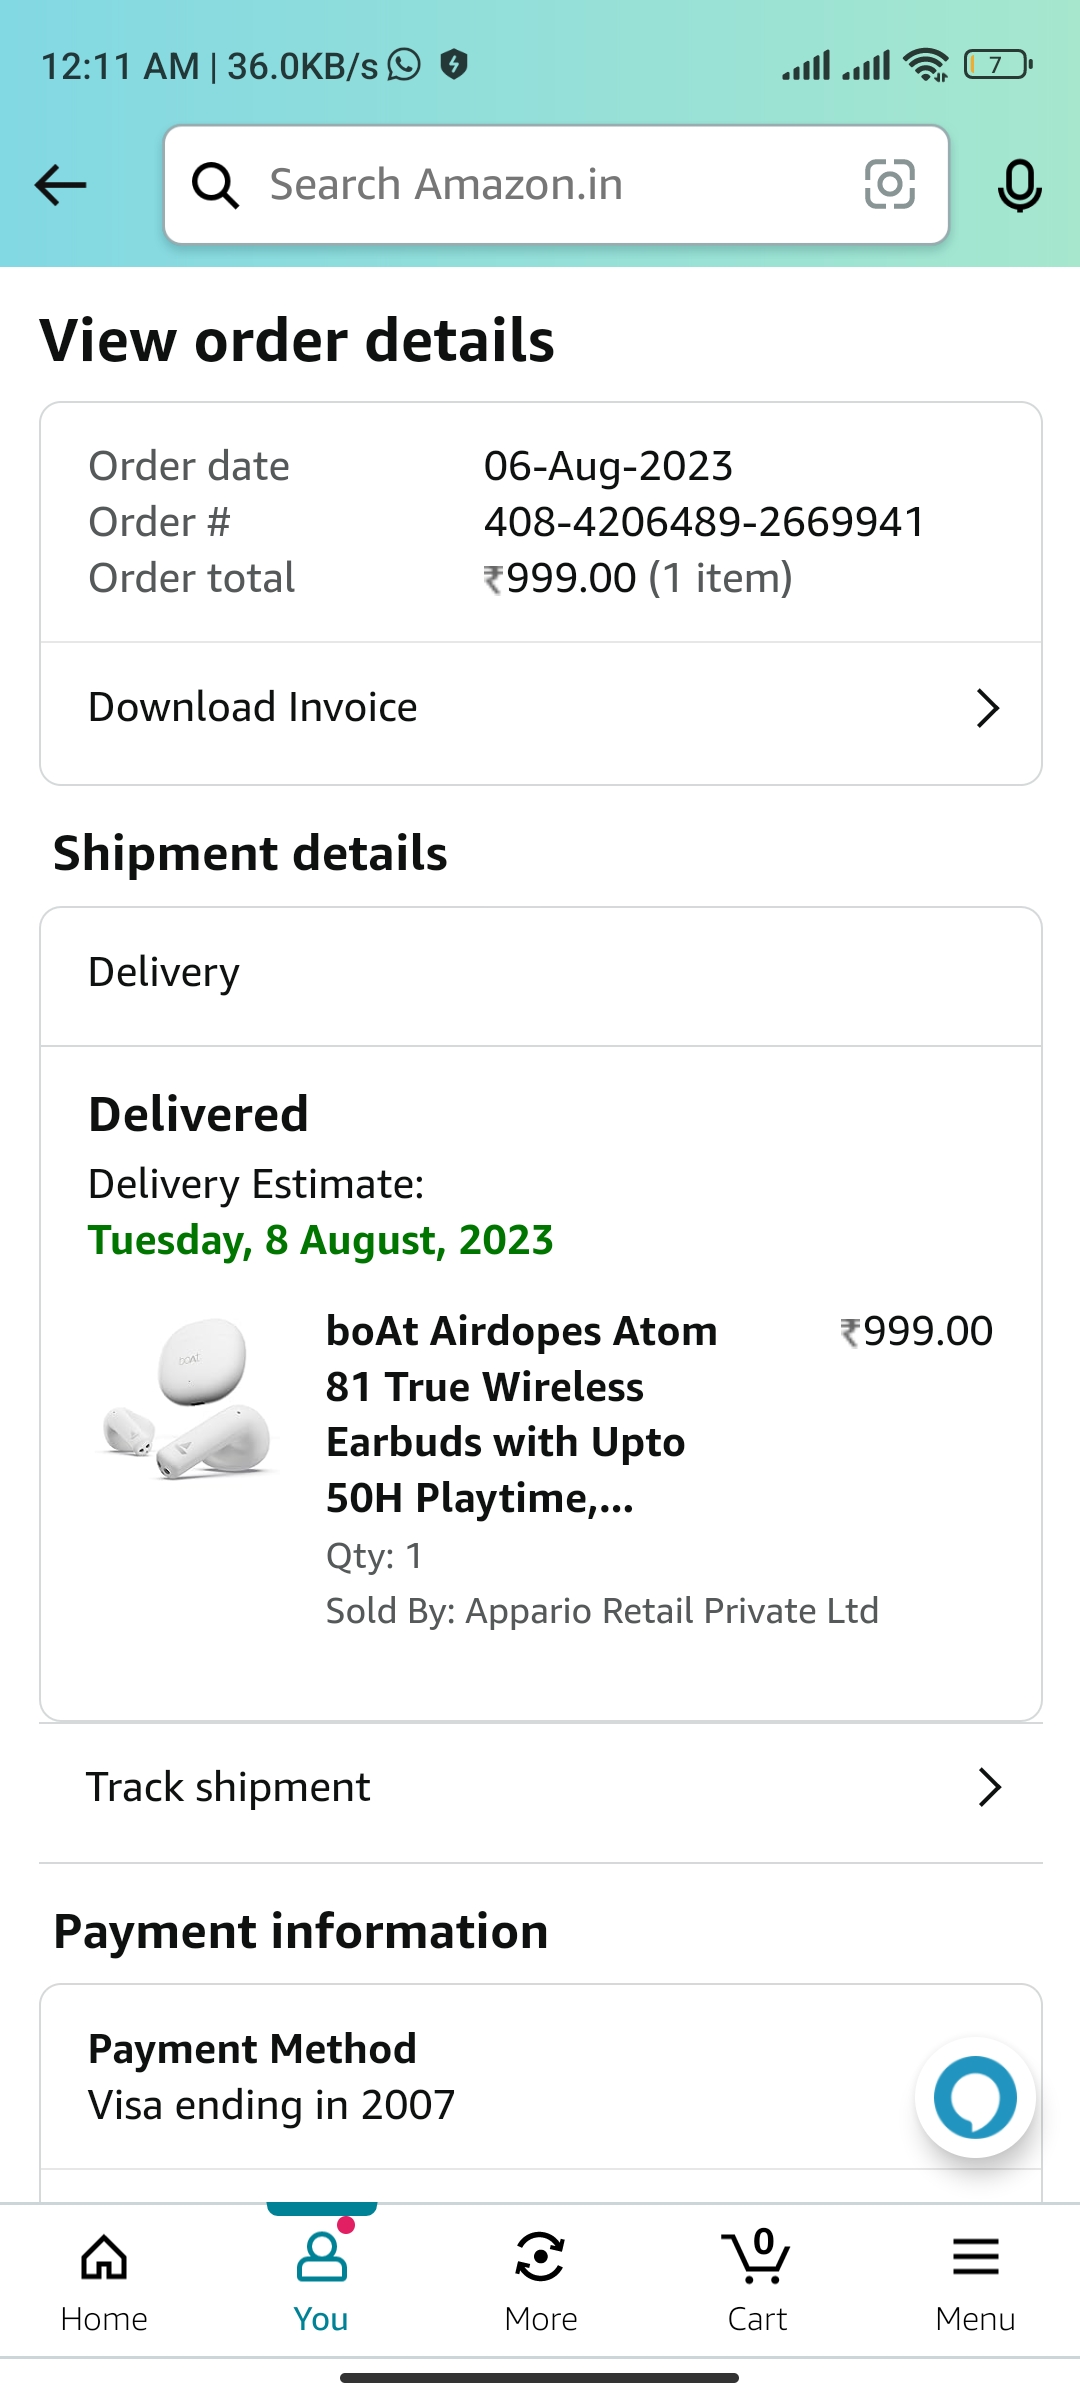 12:11 AM | 36.0KB/s
7
Search Amazon.in
View order details
Order date 06-Aug-2023
Order # 408-4206489-2669941
Order total ₹999.00 (1 item)
Download Invoice
Shipment details
Delivery
Delivered
Delivery Estimate:
Tuesday, 8 August, 2023
boAt Airdopes Atom ₹999.00
81 True Wireless
Earbuds with Upto
50H Playtime,...
Qty: 1
Sold By: Appario Retail Private Ltd
boAt
Track shipment
Payment information
Payment Method
Visa ending in 2007
0
Home You More Cart Menu